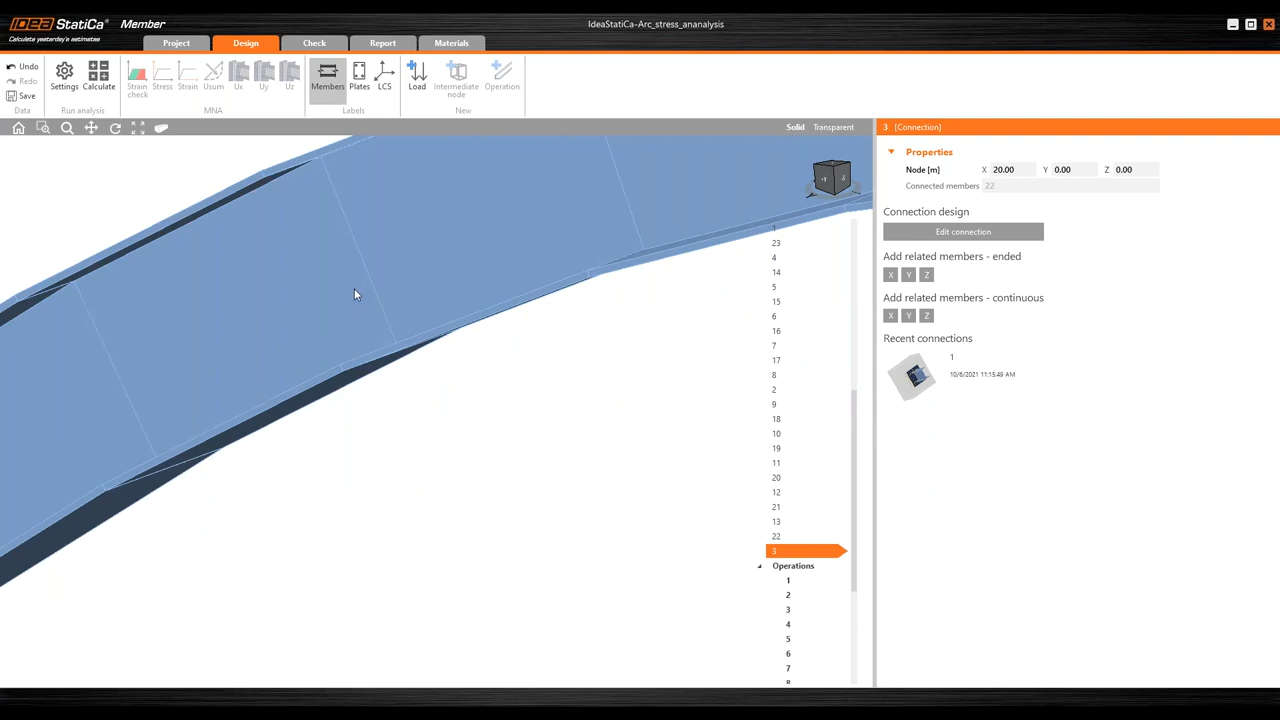 IDEA StatiCa® Member
Calculate yesterday's estimates
IdeaStatiCa-Arc_stress_ananalysis
Project Design Check Report Materials
Undo
Redo
Save
Data
Settings Calculate
Run analysis
Strain check Stress Strain Usum Ux Uy Uz
MNA
Members Plates LCS
Labels
Load Intermediate node Operation
New
Solid Transparent
3 [Connection]
Properties
Node [m] X 20.00 Y 0.00 Z 0.00
Connected members 22
Connection design
Edit connection
Add related members - ended
X Y Z
Add related members - continuous
X Y Z
Recent connections
1
10/6/2021 11:15:49 AM
1
23
4
14
5
15
6
16
7
17
8
2
9
18
10
19
11
20
12
21
13
22
3
Operations
1
2
3
4
5
6
7
8